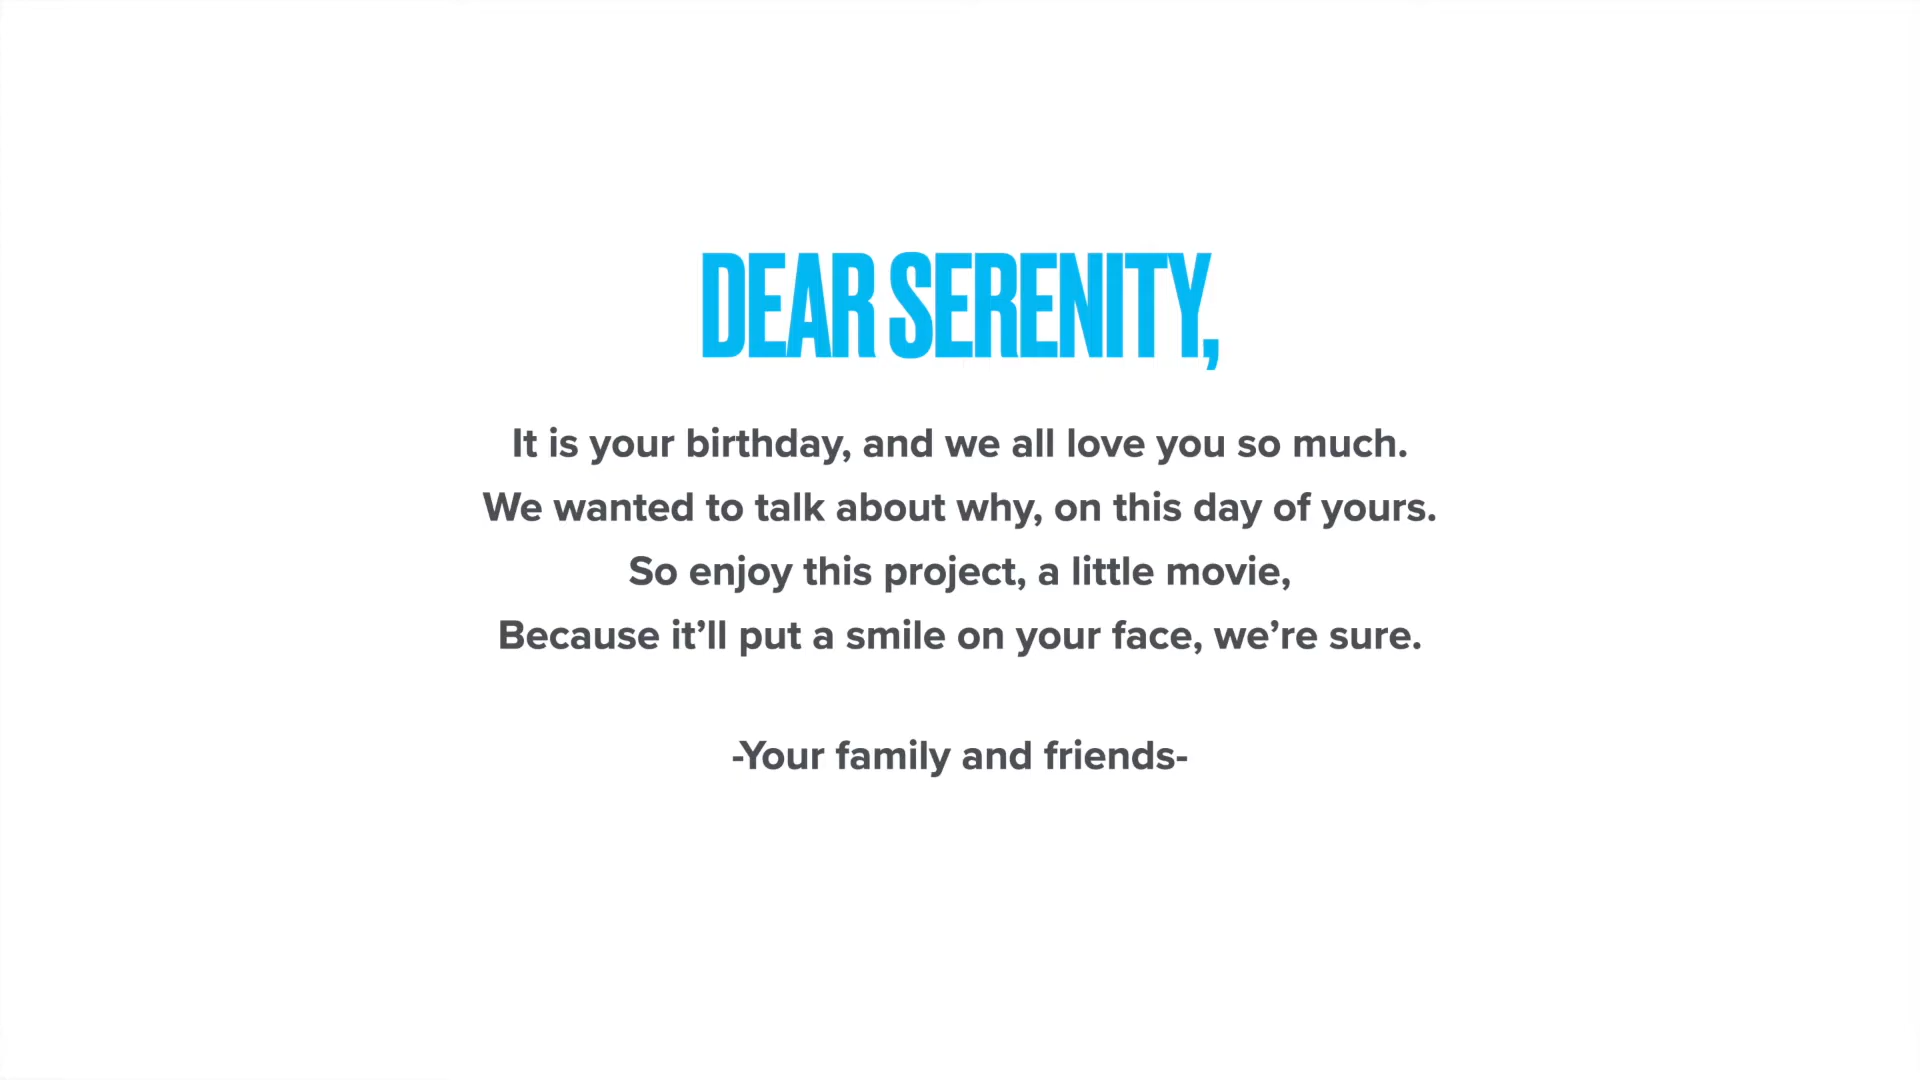 DEAR SERENITY,
It is your birthday, and we all love you so much.
We wanted to talk about why, on this day of yours.
So enjoy this project, a little movie,
Because it’ll put a smile on your face, we’re sure.
-Your family and friends-